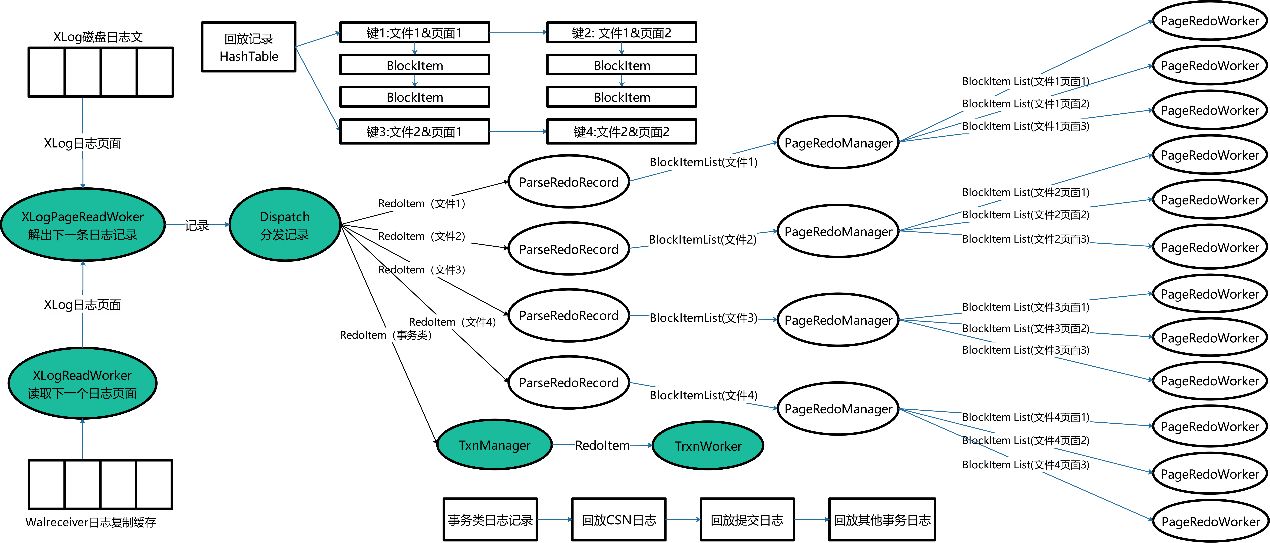 XLog磁盘日志文
回放记录
HashTable
键1:文件1&页面1
键2: 文件1&页面2
BlockItem
BlockItem
BlockItem
BlockItem
键3:文件2&页面1
键4:文件2&页面2
XLog日志页面
XLogPageReadWoker
解出下一条日志记录
记录
Dispatch
分发记录
XLog日志页面
XLogReadWorker
读取下一个日志页面
Walreceiver日志复制缓存
RedoItem（文件1)
RedoItem（文件2)
RedoItem（文件3)
RedoItem（文件4)
RedoItem（事务类)
ParseRedoRecord
ParseRedoRecord
ParseRedoRecord
ParseRedoRecord
TxnManager
RedoItem
TrxnWorker
BlockItemList(文件1)
BlockItemList(文件2)
BlockItemList(文件3)
BlockItemList(文件4)
PageRedoManager
PageRedoManager
PageRedoManager
PageRedoManager
BlockItem List(文件1页面1)
BlockItem List(文件1页面2)
BlockItem List(文件1页面3)
BlockItem List(文件2页面1)
BlockItem List(文件2页面2)
BlockItem List(文件2页面3)
BlockItem List(文件3页面1)
BlockItem List(文件3页面2)
BlockItem List(文件3页面3)
BlockItem List(文件4页面1)
BlockItem List(文件4页面2)
BlockItem List(文件4页面3)
PageRedoWorker
PageRedoWorker
PageRedoWorker
PageRedoWorker
PageRedoWorker
PageRedoWorker
PageRedoWorker
PageRedoWorker
PageRedoWorker
PageRedoWorker
PageRedoWorker
PageRedoWorker
事务类日志记录
回放CSN日志
回放提交日志
回放其他事务日志